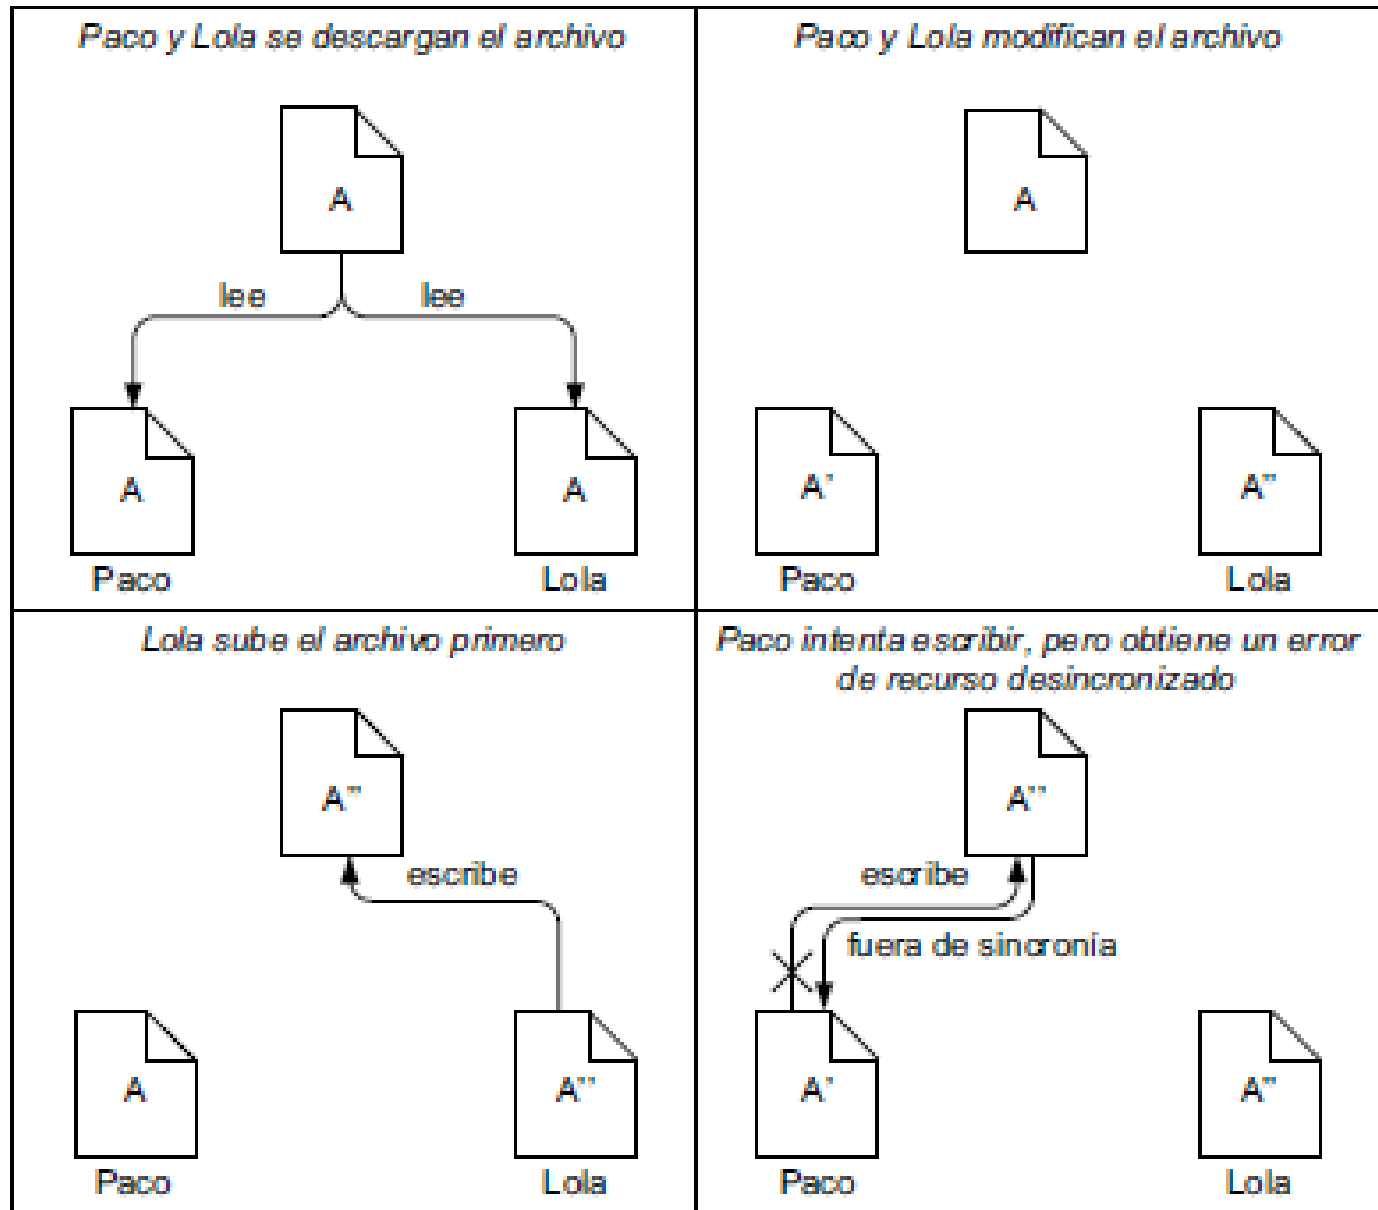 Paco y Lola se descargan el archivo
A
lee lee
A A
Paco Lola
Paco y Lola modifican el archivo
A
A' A''
Paco Lola
Lola sube el archivo primero
A''
escribe
A A''
Paco Lola
Paco intenta escribir, pero obtiene un error
de recurso desincronizado
A''
escribe
fuera de sincronía
A' A''
Paco Lola